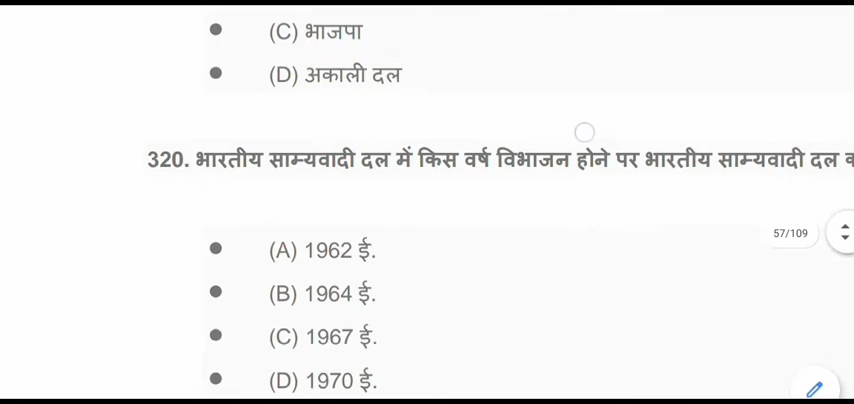 (C) भाजपा
(D) अकाली दल
320. भारतीय साम्यवादी दल में किस वर्ष विभाजन होने पर भारतीय साम्यवादी दल
57/109
(A) 1962 ई.
(B) 1964 ई.
(C) 1967 ई.
(D) 1970 ई.